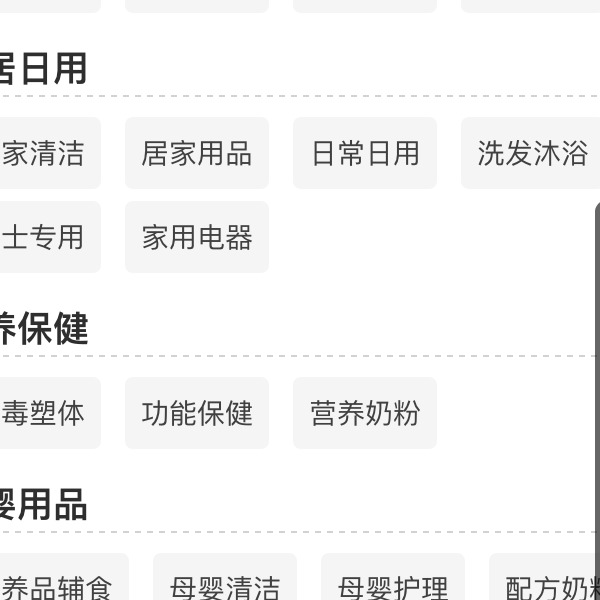 居日用
家清洁 居家用品 日常日用 洗发沐浴
士专用 家用电器
养保健
毒塑体 功能保健 营养奶粉
婴用品
养品辅食 母婴清洁 母婴护理 配方奶粉